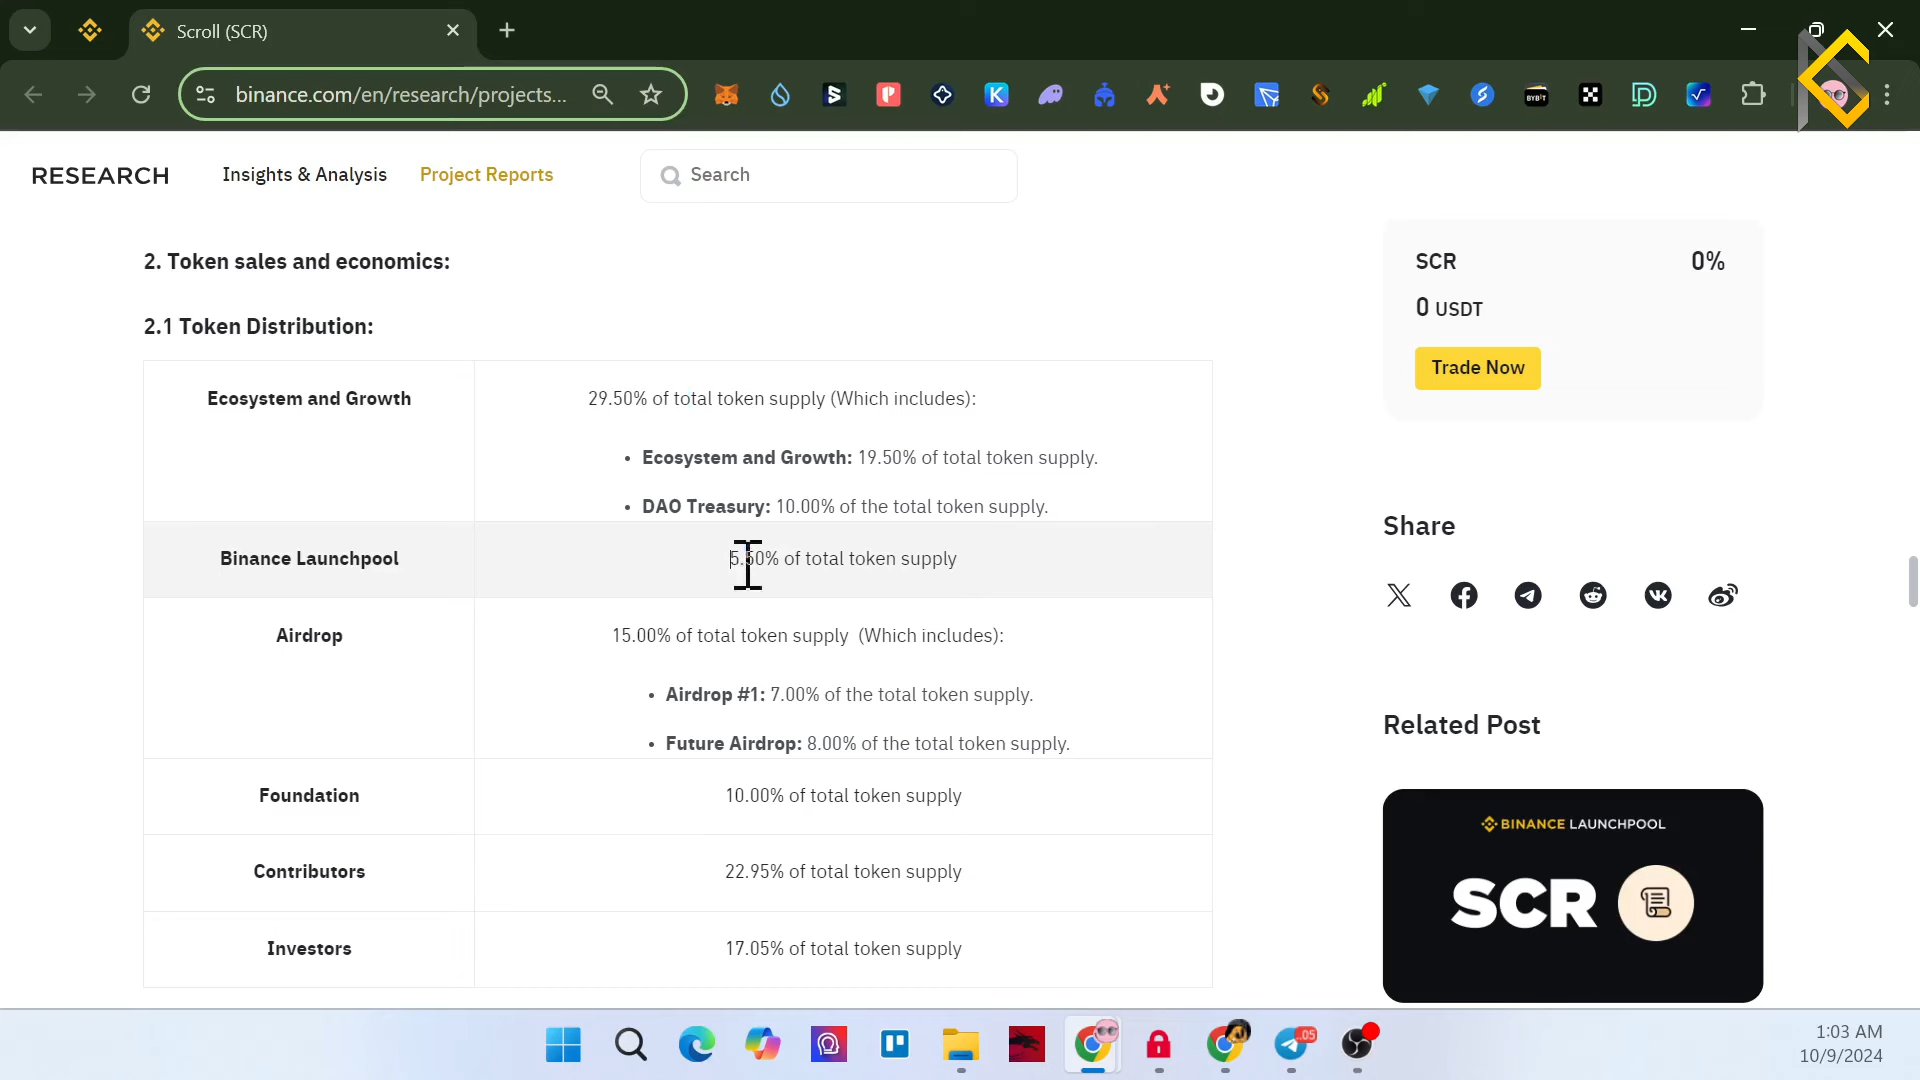 Scroll (SCR)
binance.com/en/research/projects...
BYBIT
RESEARCH
Insights & Analysis
Project Reports
Search
2. Token sales and economics:
2.1 Token Distribution:
Ecosystem and Growth
29.50% of total token supply (Which includes):
• Ecosystem and Growth: 19.50% of total token supply.
• DAO Treasury: 10.00% of the total token supply.
Binance Launchpool
5.50% of total token supply
Airdrop
15.00% of total token supply (Which includes):
• Airdrop #1: 7.00% of the total token supply.
• Future Airdrop: 8.00% of the total token supply.
Foundation
10.00% of total token supply
Contributors
22.95% of total token supply
Investors
17.05% of total token supply
SCR
0%
0 USDT
Trade Now
Share
Related Post
BINANCE LAUNCHPOOL
SCR
.05
1:03 AM
10/9/2024